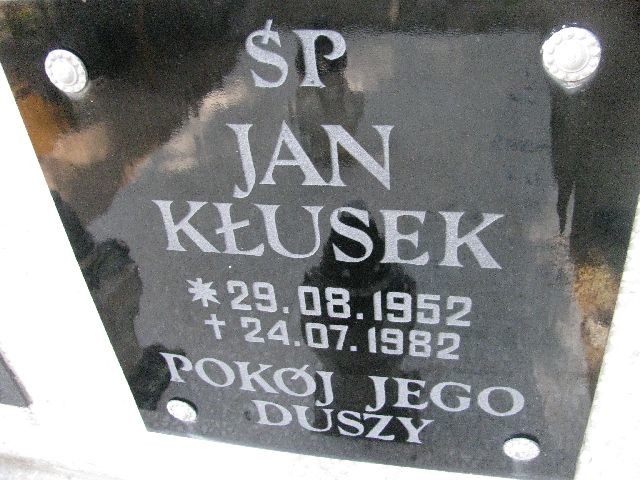 ŚP
JAN
KŁUSEK
* 29.08.1952
† 24.07.1982
POKÓJ JEGO
DUSZY